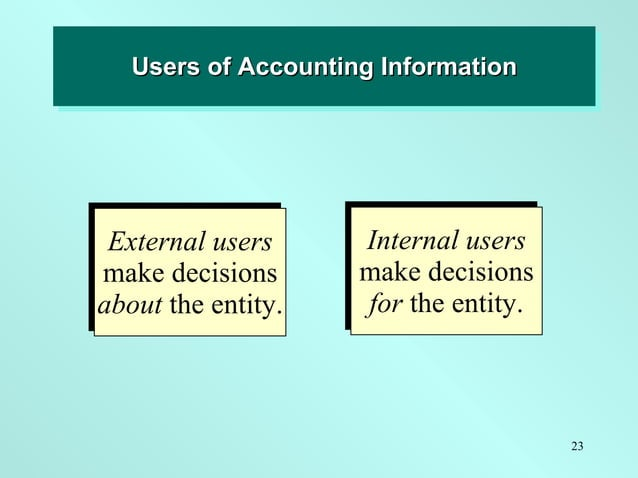 Users of Accounting Information
External users
make decisions
about the entity.
Internal users
make decisions
for the entity.
23